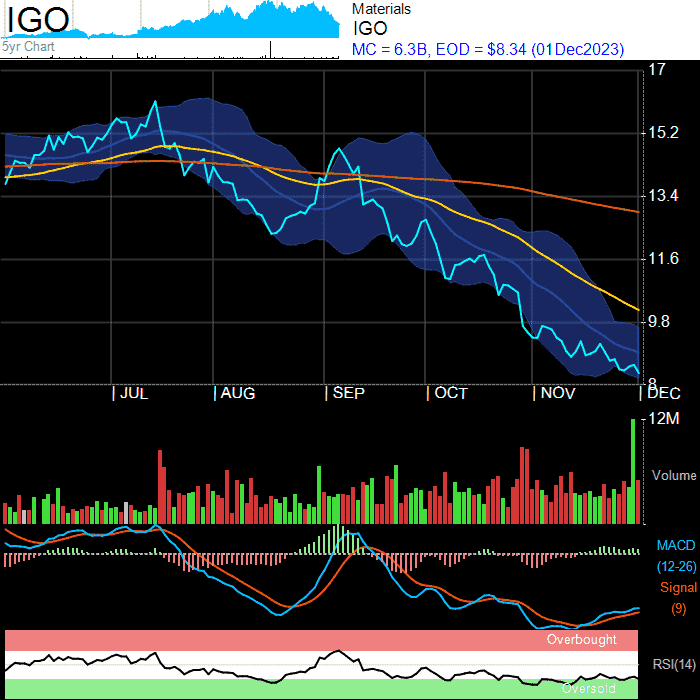 IGO
5yr Chart
Materials
IGO
MC = 6.3B, EOD = $8.34 (01Dec2023)
17
15.2
13.4
11.6
9.8
8
JUL
AUG
SEP
OCT
NOV
DEC
12M
Volume
MACD
(12-26)
Signal
(9)
Overbought
RSI(14)
Oversold